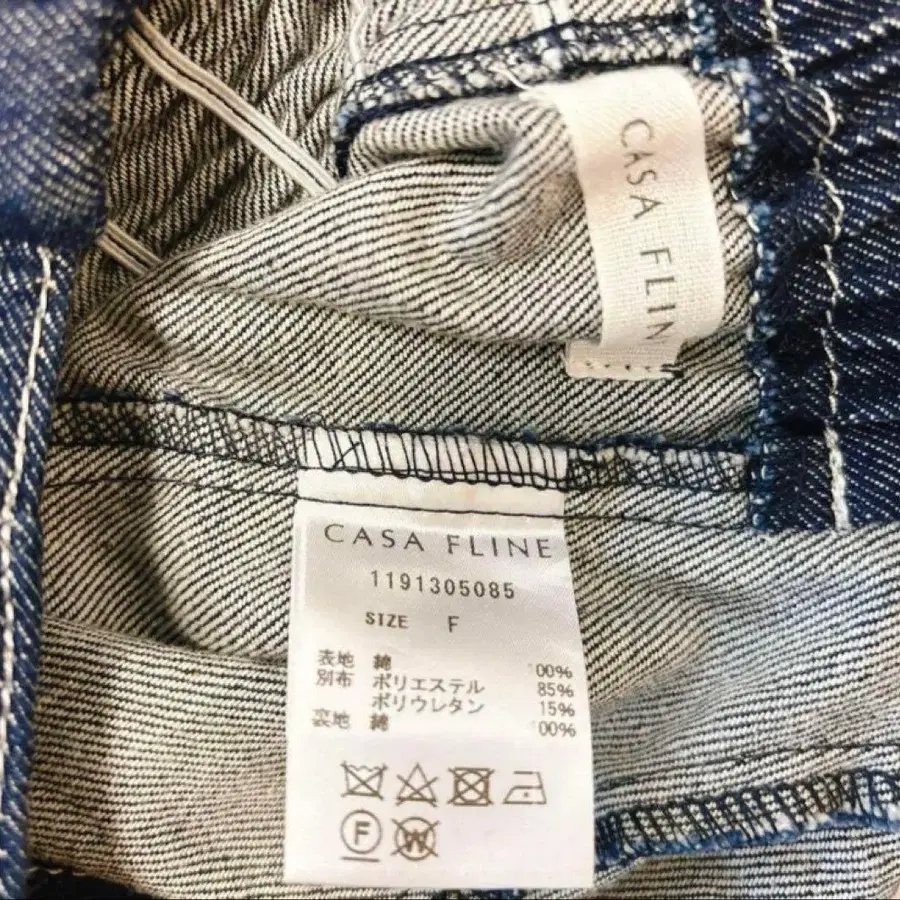 CASA FLINE
CASA FLINE
1191305085
SIZE F
表地 綿 100%
別布 ポリエステル 85%
ポリウレタン 15%
裏地 綿 100%
F
W